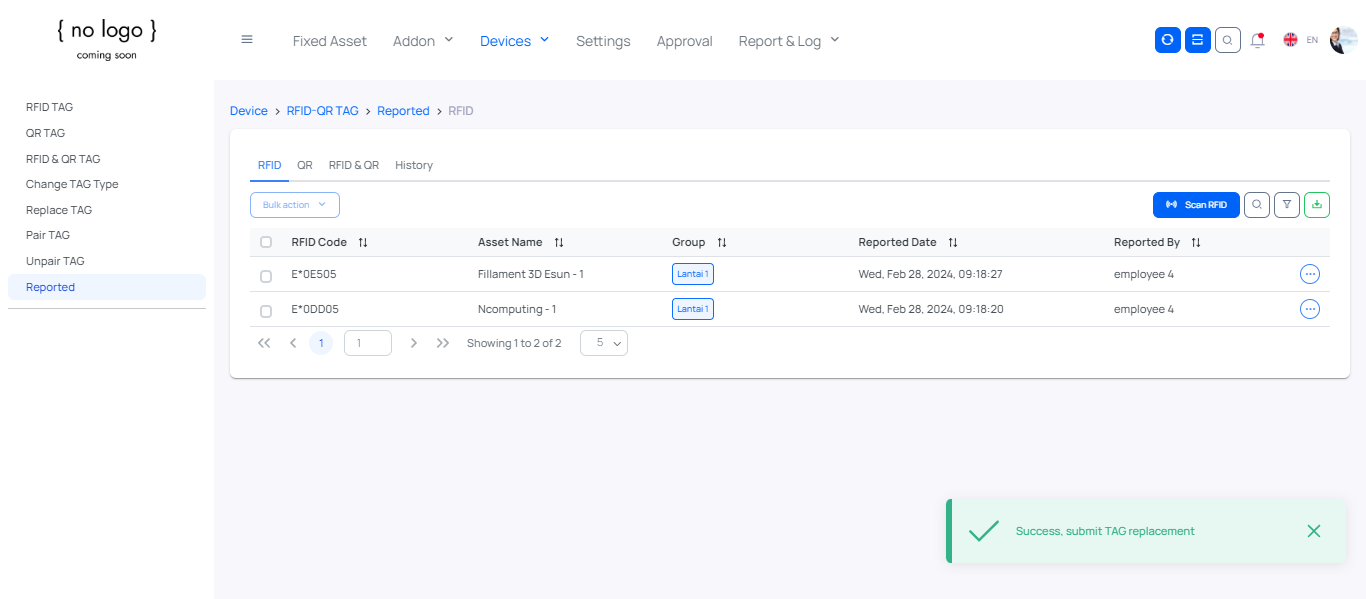 { no logo }
coming soon
Fixed Asset Addon Devices Settings Approval Report & Log EN
RFID TAG
QR TAG
RFID & QR TAG
Change TAG Type
Replace TAG
Pair TAG
Unpair TAG
Reported
Device > RFID-QR TAG > Reported > RFID
RFID QR RFID & QR History
Bulk action Scan RFID
RFID Code Asset Name Group Reported Date Reported By
E*0E505 Fillament 3D Esun - 1 Lantai 1 Wed, Feb 28, 2024, 09:18:27 employee 4
E*0DD05 Ncomputing - 1 Lantai 1 Wed, Feb 28, 2024, 09:18:20 employee 4
1 1 Showing 1 to 2 of 2 5
Success, submit TAG replacement